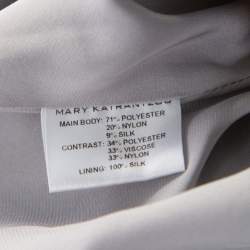 MARY KATRANTZOU
MAIN BODY: 71% POLYESTER
20% NYLON
9% SILK
CONTRAST: 34% POLYESTER
33% VISCOSE
33% NYLON
LINING: 100% SILK